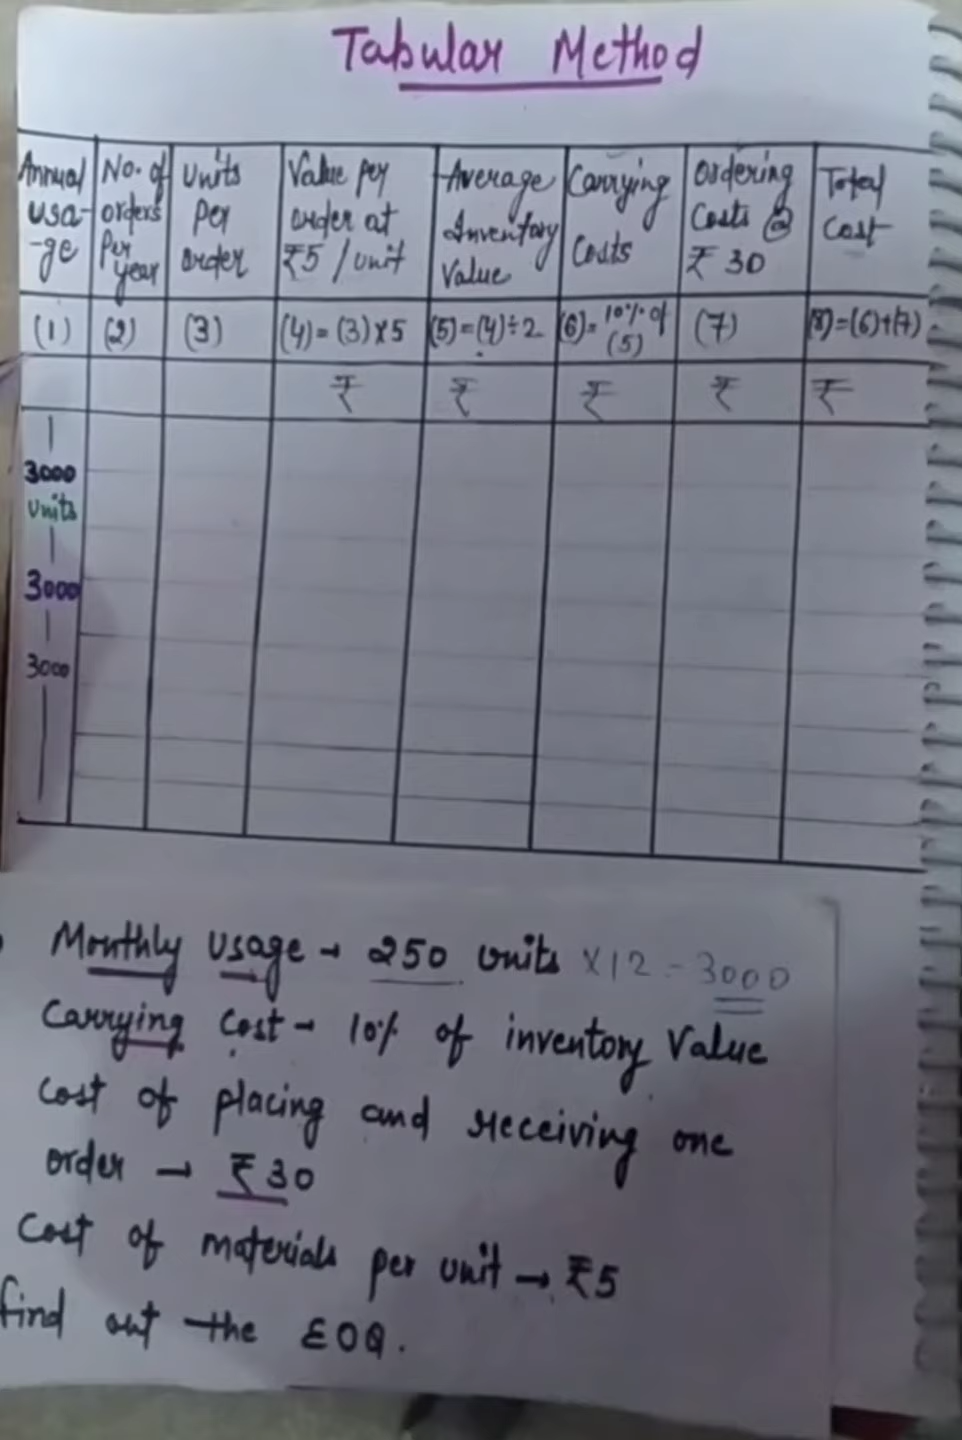 Tabular Method
Annual usa-ge
No. of orders Per year
Units Per order
Value per order at ₹5 / unit
Average Inventory Value
Carrying Costs
Ordering Costs @ ₹ 30
Total Cost
(1)
(2)
(3)
(4) = (3) x 5
(5) = (4) ÷ 2
(6) = 10% of (5)
(7)
(8) = (6)+(7)
₹
₹
₹
₹
₹
3000
units
3000
3000
Monthly usage → 250 units x 12 - 3000
Carrying Cost → 10% of inventory Value
Cost of placing and receiving one
order → ₹30
Cost of materials per unit → ₹5
find out the EOQ.